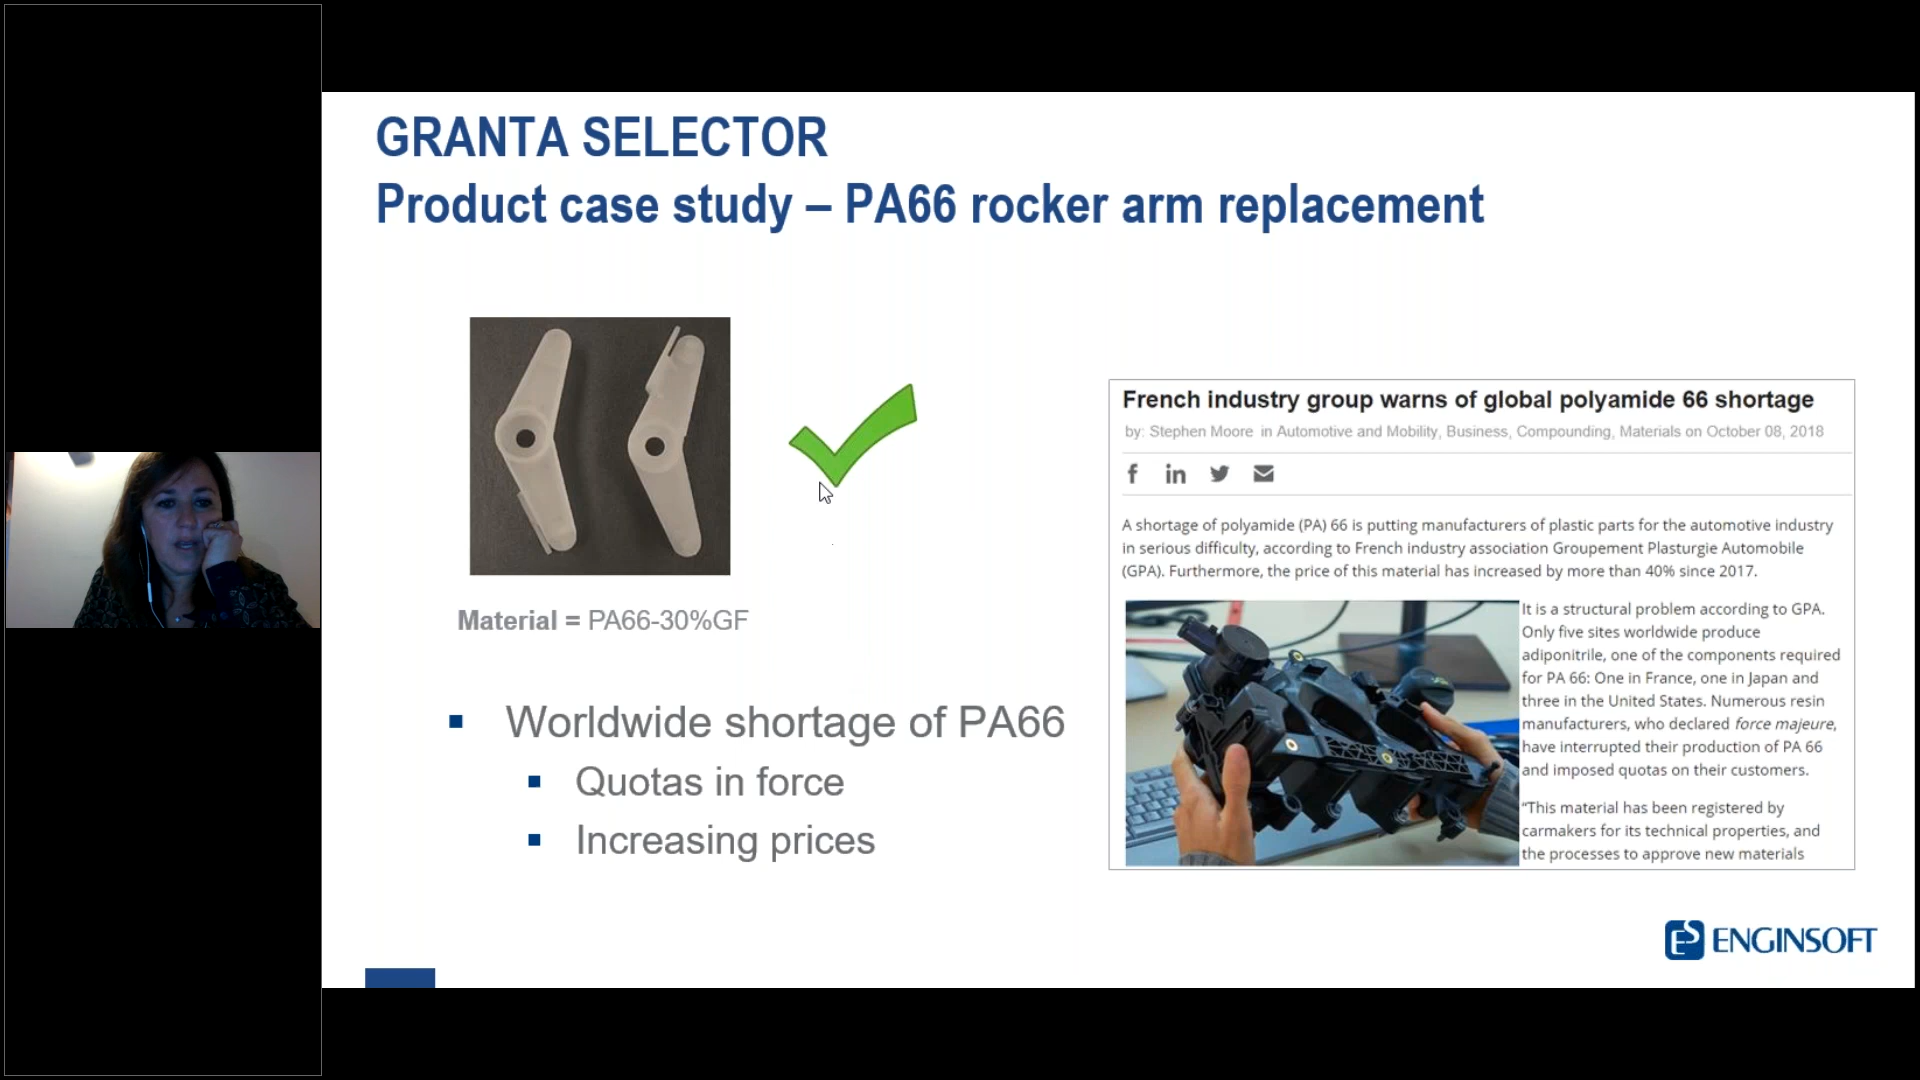 GRANTA SELECTOR
Product case study – PA66 rocker arm replacement
Material = PA66-30%GF
Worldwide shortage of PA66
Quotas in force
Increasing prices
French industry group warns of global polyamide 66 shortage
by: Stephen Moore in Automotive and Mobility, Business, Compounding, Materials on October 08, 2018
A shortage of polyamide (PA) 66 is putting manufacturers of plastic parts for the automotive industry
in serious difficulty, according to French industry association Groupement Plasturgie Automobile
(GPA). Furthermore, the price of this material has increased by more than 40% since 2017.
It is a structural problem according to GPA.
Only five sites worldwide produce
adiponitrile, one of the components required
for PA 66: One in France, one in Japan and
three in the United States. Numerous resin
manufacturers, who declared force majeure,
have interrupted their production of PA 66
and imposed quotas on their customers.
“This material has been registered by
carmakers for its technical properties, and
the processes to approve new materials
ENGINSOFT